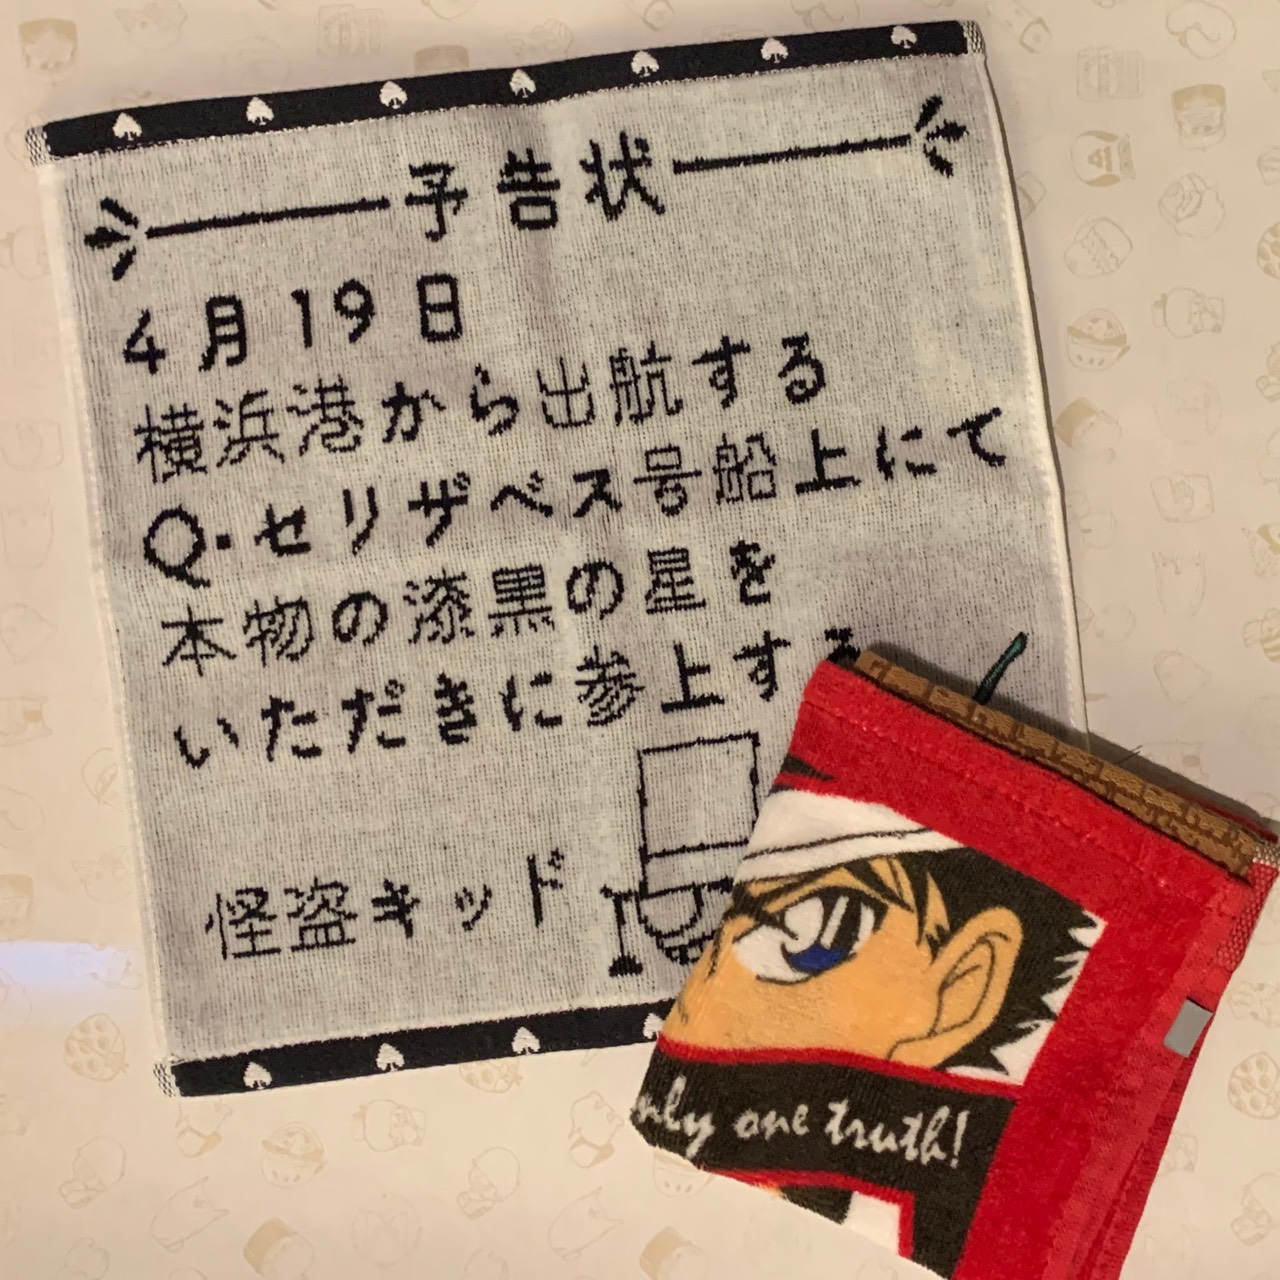 予告状
4月19日
横浜港から出航する
Q・セリザベス号船上にて
本物の漆黒の星を
いただきに参上する
怪盗キッド
only one truth!